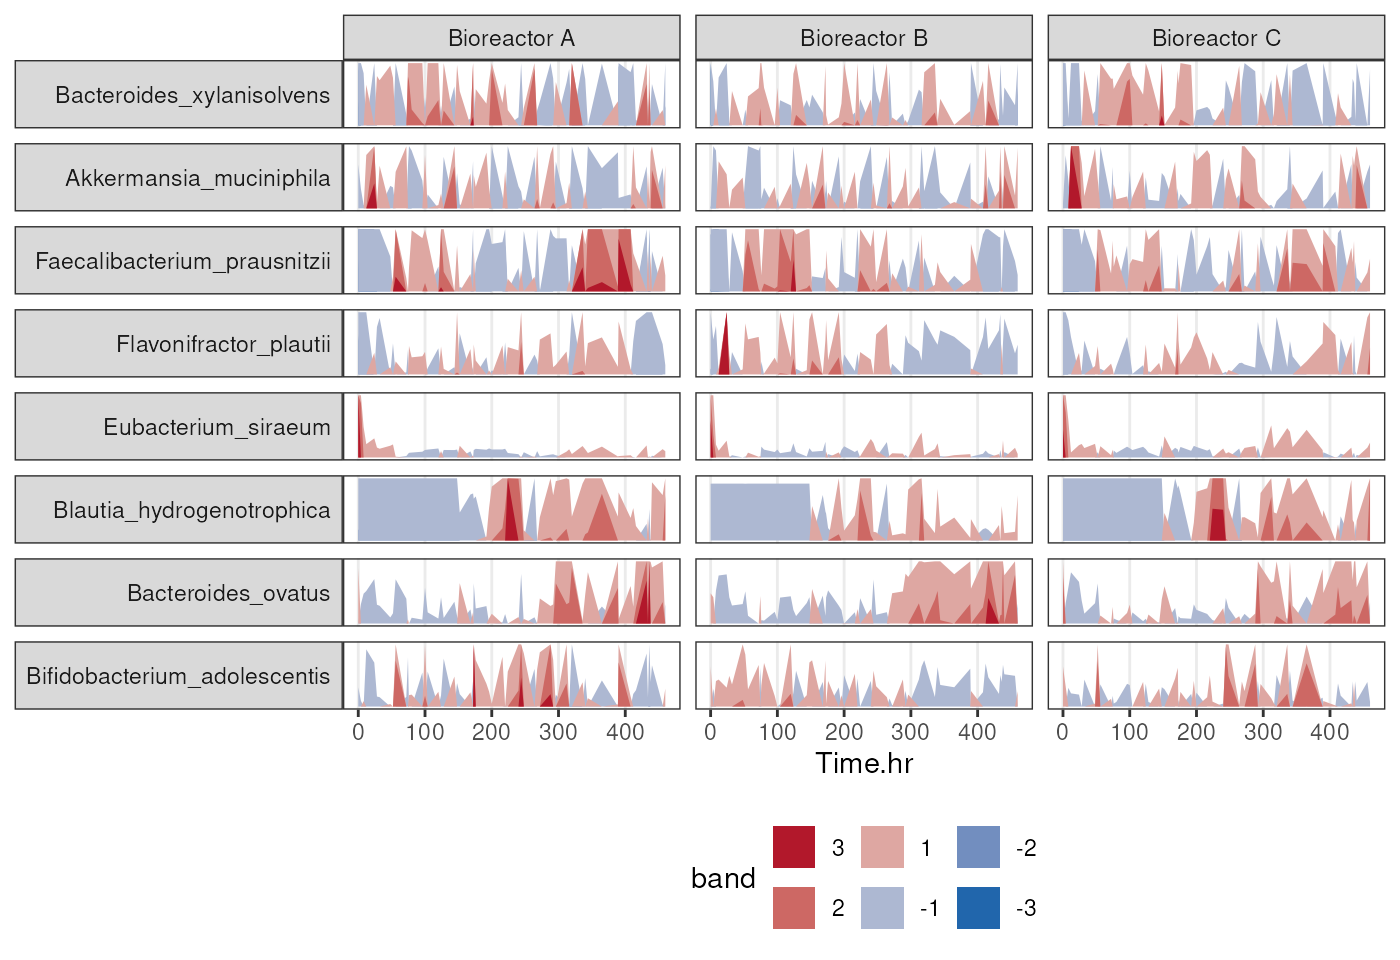 Bioreactor A
Bioreactor B
Bioreactor C
Bacteroides_xylanisolvens
Akkermansia_muciniphila
Faecalibacterium_prausnitzii
Flavonifractor_plautii
Eubacterium_siraeum
Blautia_hydrogenotrophica
Bacteroides_ovatus
Bifidobacterium_adolescentis
0 100 200 300 400
0 100 200 300 400
0 100 200 300 400
Time.hr
band
3 1 -2
2 -1 -3